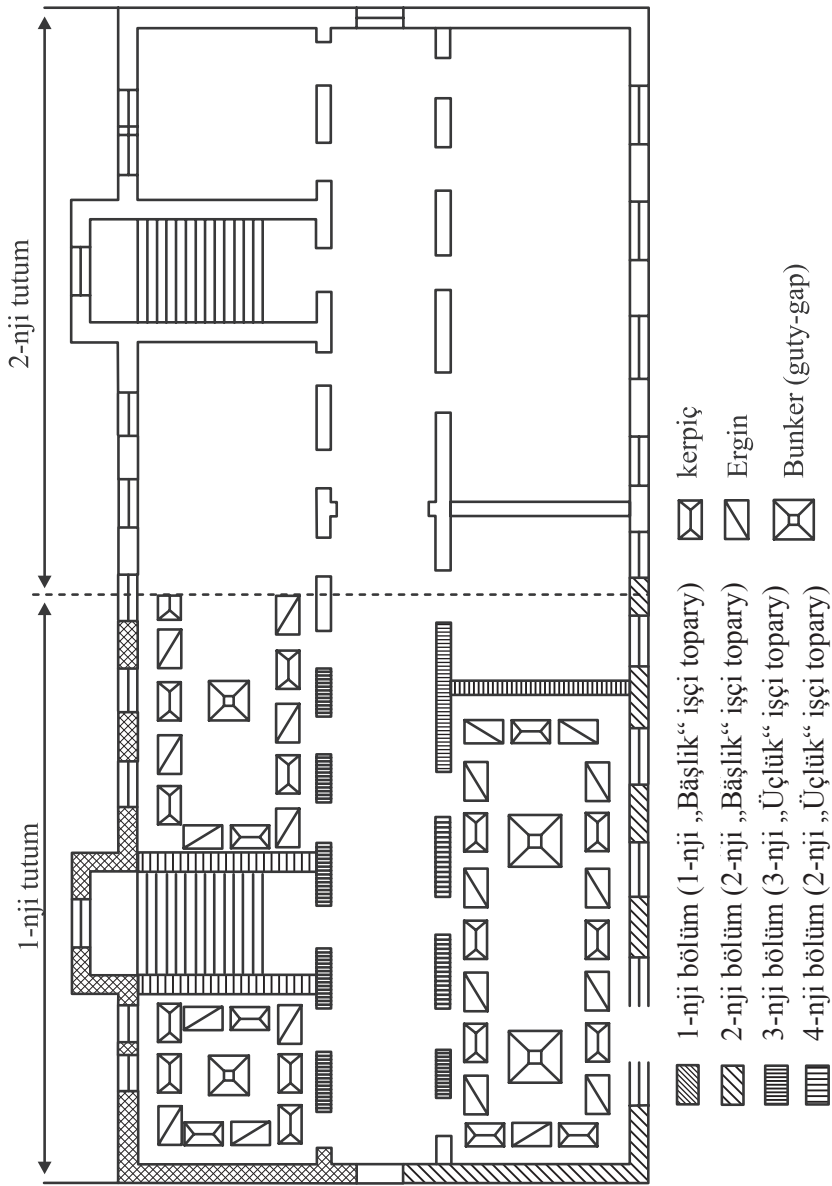 1-nji tutum
2-nji tutum
1-nji bölüm (1-nji „Bäşlik“ işçi topary)
2-nji bölüm (2-nji „Bäşlik“ işçi topary)
3-nji bölüm (3-nji „Üçlük“ işçi topary)
4-nji bölüm (2-nji „Üçlük“ işçi topary)
kerpiç
Ergin
Bunker (guty-gap)